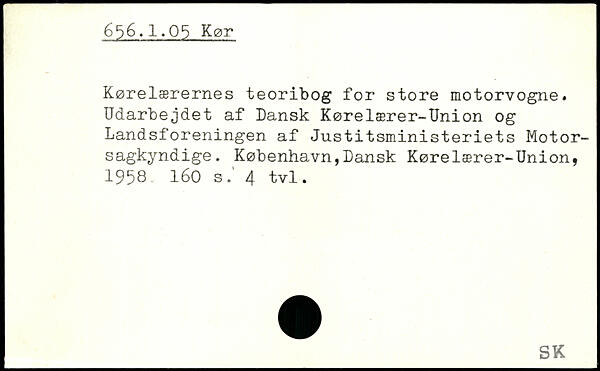 656.1.05 Kør
Kørelærernes teoribog for store motorvogne.
Udarbejdet af Dansk Kørelærer-Union og
Landsforeningen af Justitsministeriets Motor-
sagkyndige. København,Dansk Kørelærer-Union,
1958. 160 s. 4 tvl.
SK